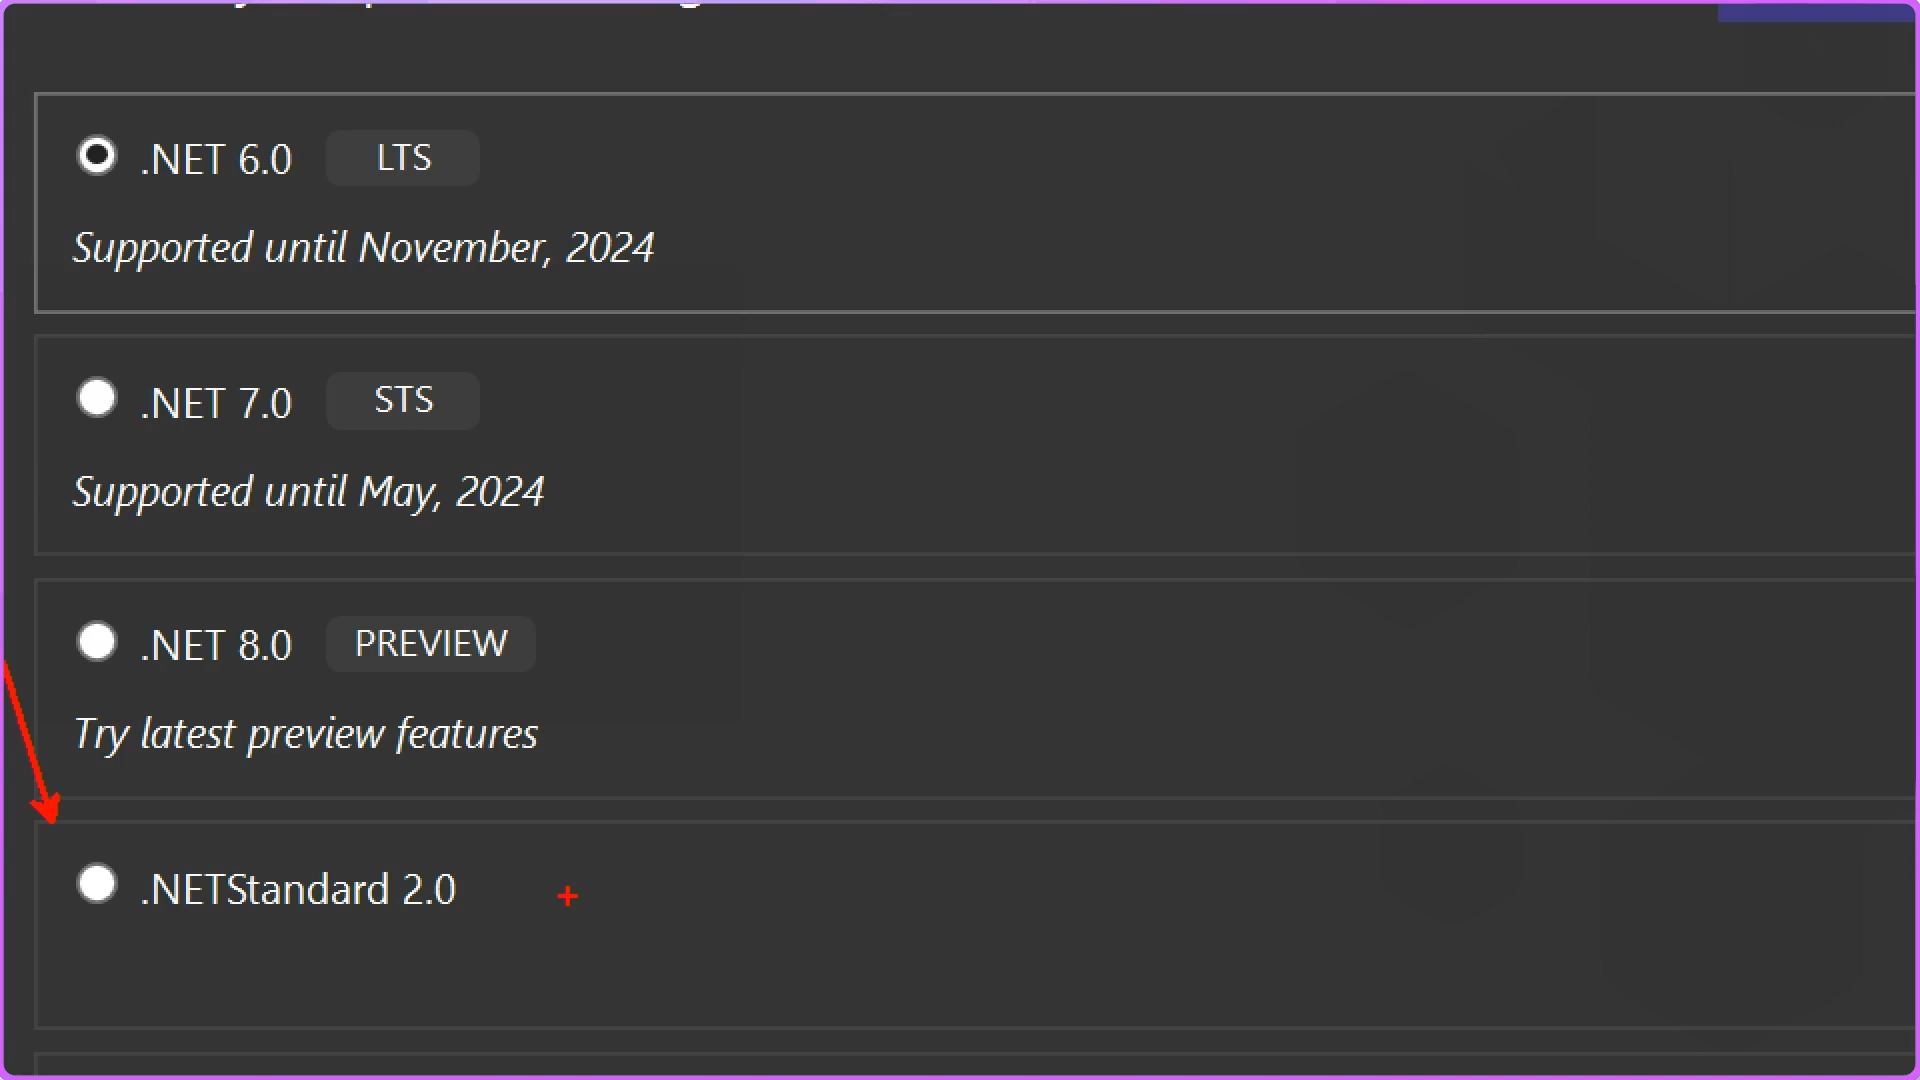 .NET 6.0 LTS
Supported until November, 2024
.NET 7.0 STS
Supported until May, 2024
.NET 8.0 PREVIEW
Try latest preview features
.NETStandard 2.0